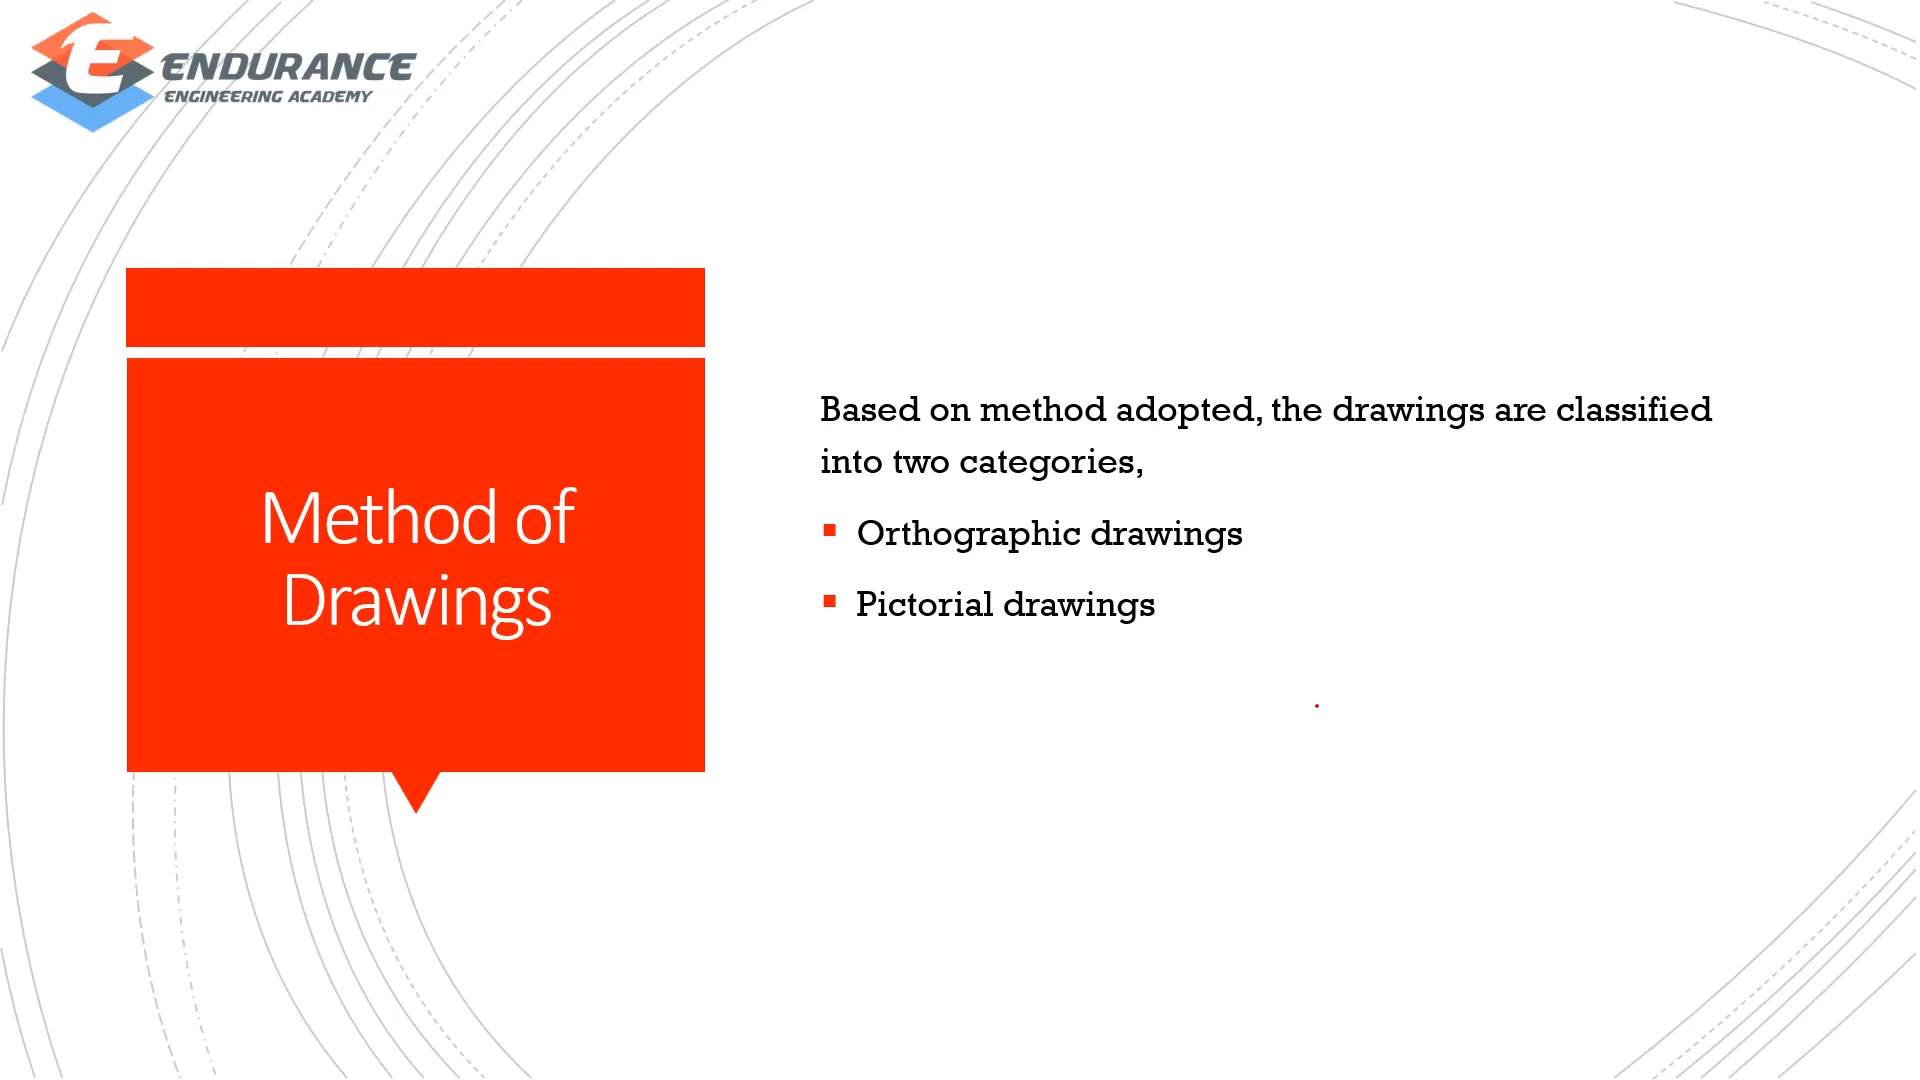 ENDURANCE
ENGINEERING ACADEMY
Method of
Drawings
Based on method adopted, the drawings are classified
into two categories,
Orthographic drawings
Pictorial drawings